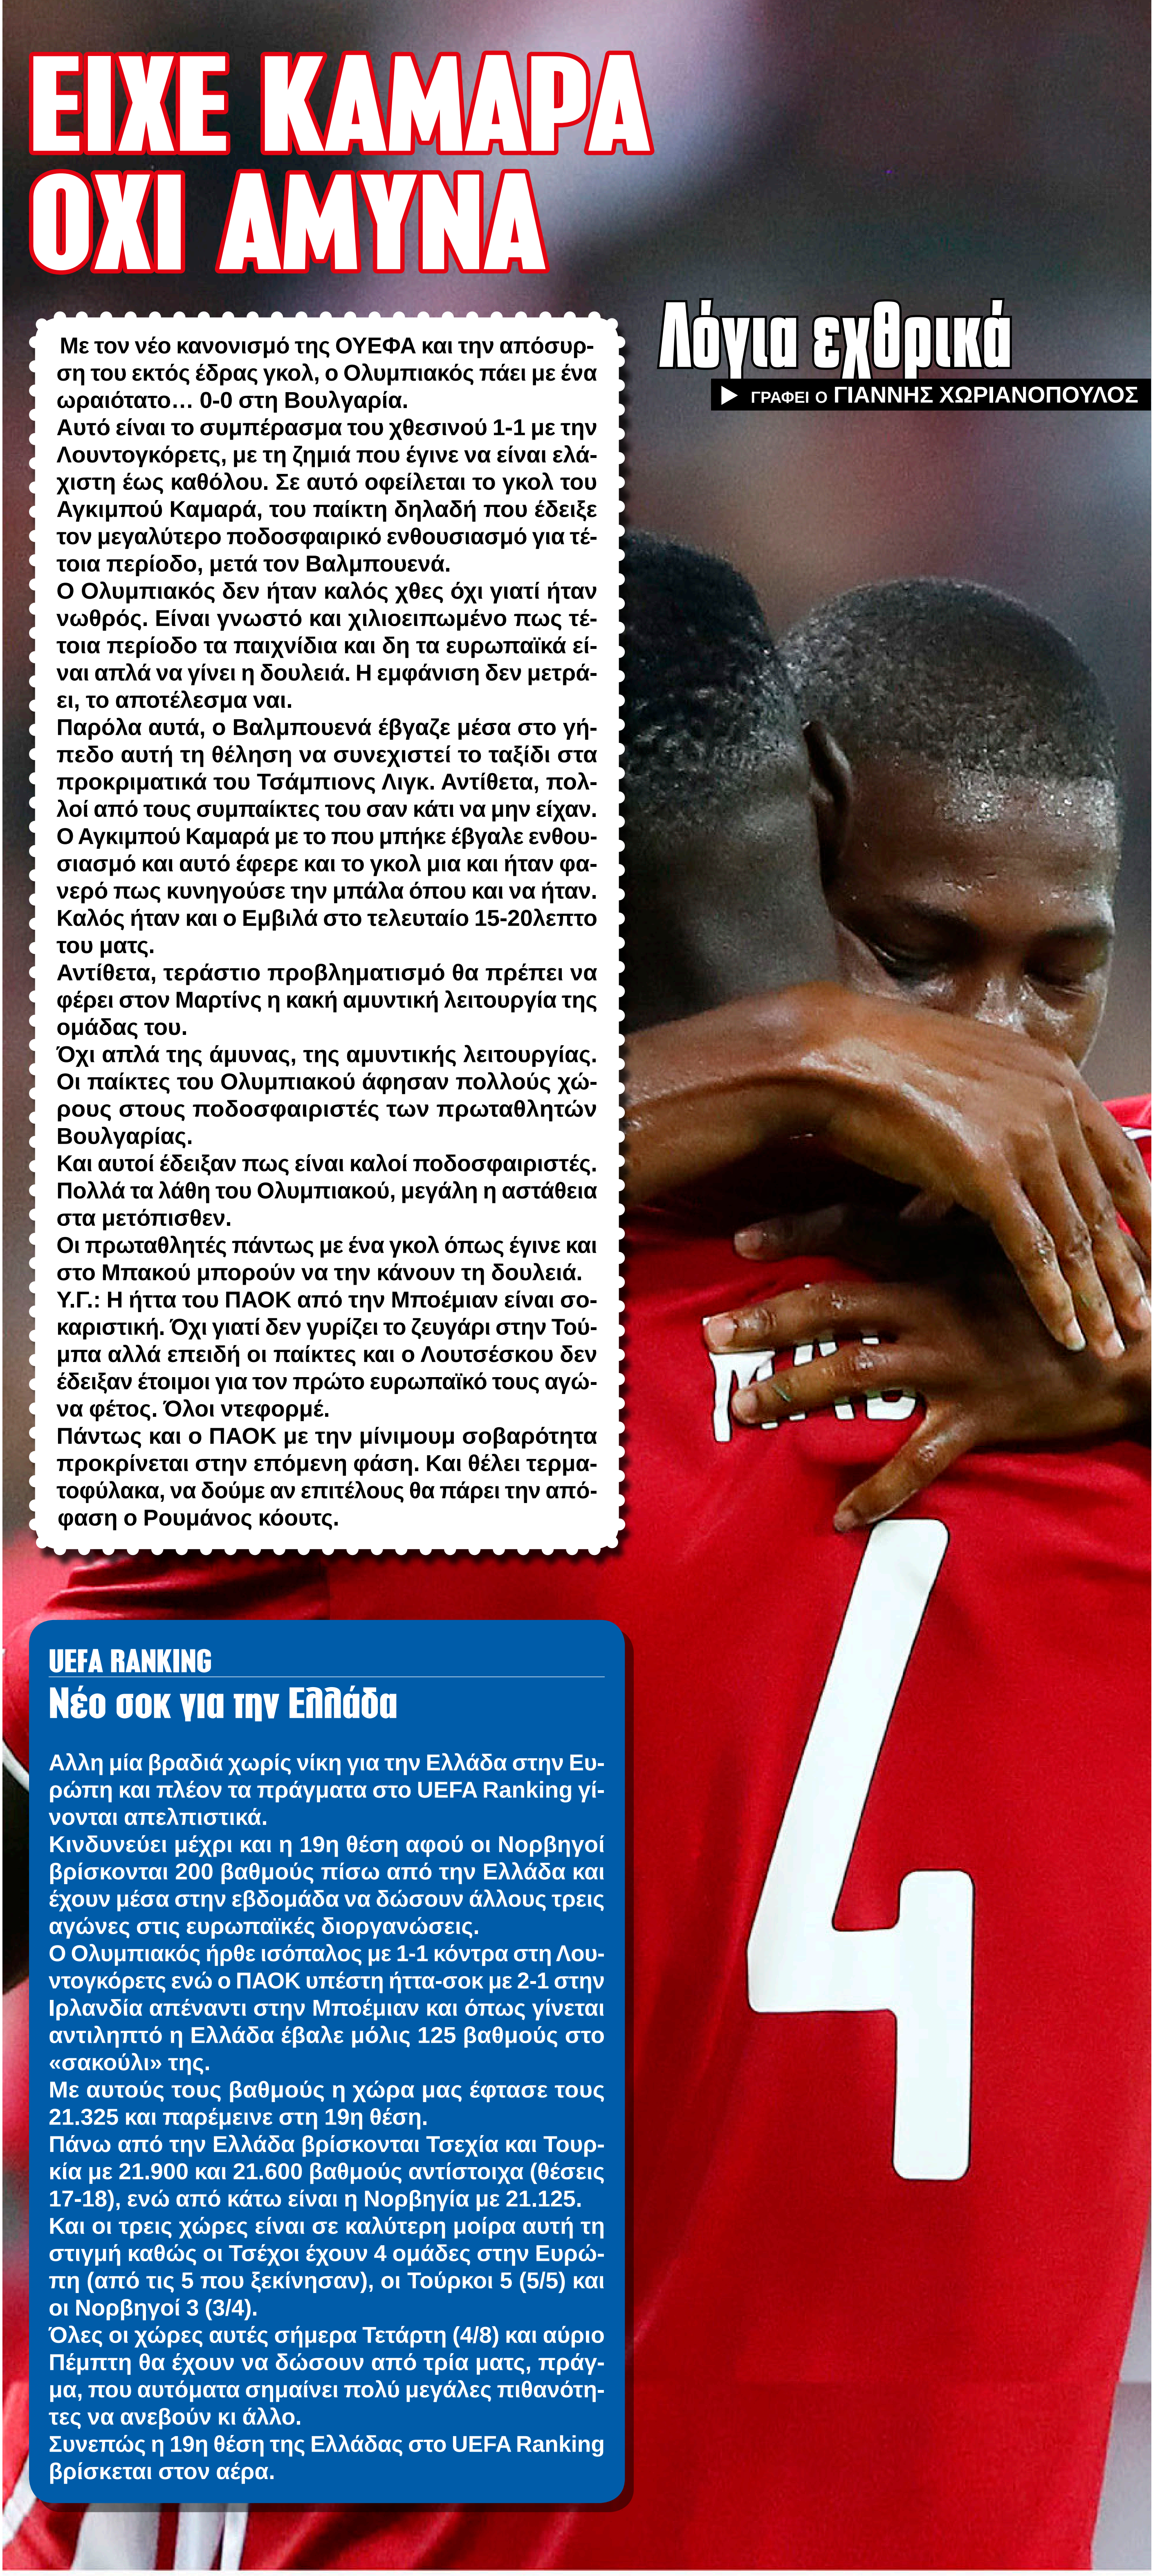 ΕΙΧΕ ΚΑΜΑΡΑ
ΟΧΙ ΑΜΥΝΑ
Λόγια εχθρικά
ΓΡΑΦΕΙ Ο ΓΙΑΝΝΗΣ ΧΩΡΙΑΝΟΠΟΥΛΟΣ
Με τον νέο κανονισμό της ΟΥΕΦΑ και την απόσυρ-
ση του εκτός έδρας γκολ, ο Ολυμπιακός πάει με ένα
ωραιότατο… 0-0 στη Βουλγαρία.
Αυτό είναι το συμπέρασμα του χθεσινού 1-1 με την
Λουντογκόρετς, με τη ζημιά που έγινε να είναι ελά-
χιστη έως καθόλου. Σε αυτό οφείλεται το γκολ του
Αγκιμπού Καμαρά, του παίκτη δηλαδή που έδειξε
τον μεγαλύτερο ποδοσφαιρικό ενθουσιασμό για τέ-
τοια περίοδο, μετά τον Βαλμπουενά.
Ο Ολυμπιακός δεν ήταν καλός χθες όχι γιατί ήταν
νωθρός. Είναι γνωστό και χιλιοειπωμένο πως τέ-
τοια περίοδο τα παιχνίδια και δη τα ευρωπαϊκά εί-
ναι απλά να γίνει η δουλειά. Η εμφάνιση δεν μετρά-
ει, το αποτέλεσμα ναι.
Παρόλα αυτά, ο Βαλμπουενά έβγαζε μέσα στο γή-
πεδο αυτή τη θέληση να συνεχιστεί το ταξίδι στα
προκριματικά του Τσάμπιονς Λιγκ. Αντίθετα, πολ-
λοί από τους συμπαίκτες του σαν κάτι να μην είχαν.
Ο Αγκιμπού Καμαρά με το που μπήκε έβγαλε ενθου-
σιασμό και αυτό έφερε και το γκολ μια και ήταν φα-
νερό πως κυνηγούσε την μπάλα όπου και να ήταν.
Καλός ήταν και ο Εμβιλά στο τελευταίο 15-20λεπτο
του ματς.
Αντίθετα, τεράστιο προβληματισμό θα πρέπει να
φέρει στον Μαρτίνς η κακή αμυντική λειτουργία της
ομάδας του.
Όχι απλά της άμυνας, της αμυντικής λειτουργίας.
Οι παίκτες του Ολυμπιακού άφησαν πολλούς χώ-
ρους στους ποδοσφαιριστές των πρωταθλητών
Βουλγαρίας.
Και αυτοί έδειξαν πως είναι καλοί ποδοσφαιριστές.
Πολλά τα λάθη του Ολυμπιακού, μεγάλη η αστάθεια
στα μετόπισθεν.
Οι πρωταθλητές πάντως με ένα γκολ όπως έγινε και
στο Μπακού μπορούν να την κάνουν τη δουλειά.
Υ.Γ.: Η ήττα του ΠΑΟΚ από την Μποέμιαν είναι σο-
καριστική. Όχι γιατί δεν γυρίζει το ζευγάρι στην Τού-
μπα αλλά επειδή οι παίκτες και ο Λουτσέσκου δεν
έδειξαν έτοιμοι για τον πρώτο ευρωπαϊκό τους αγώ-
να φέτος. Όλοι ντεφορμέ.
Πάντως και ο ΠΑΟΚ με την μίνιμουμ σοβαρότητα
προκρίνεται στην επόμενη φάση. Και θέλει τερμα-
τοφύλακα, να δούμε αν επιτέλους θα πάρει την από-
φαση ο Ρουμάνος κόουτς.
4
UEFA RANKING
Νέο σοκ για την Ελλάδα
Αλλη μία βραδιά χωρίς νίκη για την Ελλάδα στην Ευ-
ρώπη και πλέον τα πράγματα στο UEFA Ranking γί-
νονται απελπιστικά.
Κινδυνεύει μέχρι και η 19η θέση αφού οι Νορβηγοί
βρίσκονται 200 βαθμούς πίσω από την Ελλάδα και
έχουν μέσα στην εβδομάδα να δώσουν άλλους τρεις
αγώνες στις ευρωπαϊκές διοργανώσεις.
Ο Ολυμπιακός ήρθε ισόπαλος με 1-1 κόντρα στη Λου-
ντογκόρετς ενώ ο ΠΑΟΚ υπέστη ήττα-σοκ με 2-1 στην
Ιρλανδία απέναντι στην Μποέμιαν και όπως γίνεται
αντιληπτό η Ελλάδα έβαλε μόλις 125 βαθμούς στο
«σακούλι» της.
Με αυτούς τους βαθμούς η χώρα μας έφτασε τους
21.325 και παρέμεινε στη 19η θέση.
Πάνω από την Ελλάδα βρίσκονται Τσεχία και Τουρ-
κία με 21.900 και 21.600 βαθμούς αντίστοιχα (θέσεις
17-18), ενώ από κάτω είναι η Νορβηγία με 21.125.
Και οι τρεις χώρες είναι σε καλύτερη μοίρα αυτή τη
στιγμή καθώς οι Τσέχοι έχουν 4 ομάδες στην Ευρώ-
πη (από τις 5 που ξεκίνησαν), οι Τούρκοι 5 (5/5) και
οι Νορβηγοί 3 (3/4).
Όλες οι χώρες αυτές σήμερα Τετάρτη (4/8) και αύριο
Πέμπτη θα έχουν να δώσουν από τρία ματς, πράγ-
μα, που αυτόματα σημαίνει πολύ μεγάλες πιθανότη-
τες να ανεβούν κι άλλο.
Συνεπώς η 19η θέση της Ελλάδας στο UEFA Ranking
βρίσκεται στον αέρα.